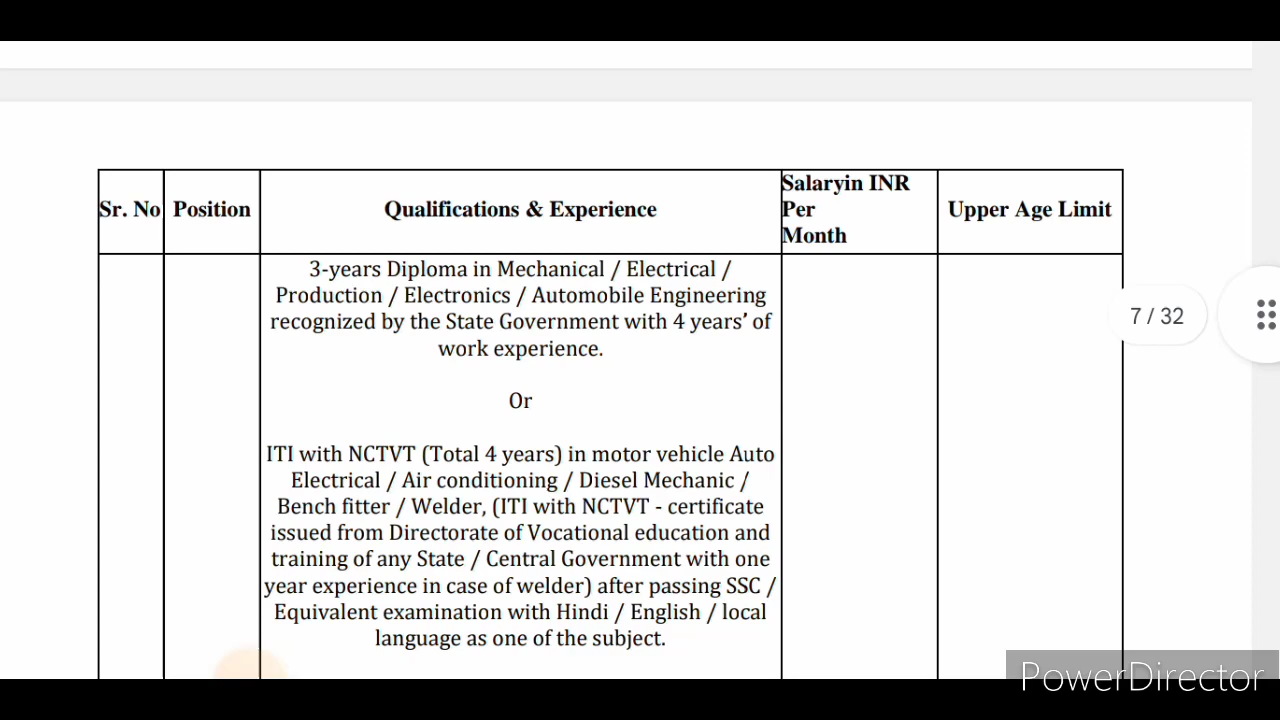 Sr. No
Position
Qualifications & Experience
Salaryin INR
Per
Month
Upper Age Limit
3-years Diploma in Mechanical / Electrical /
Production / Electronics / Automobile Engineering
recognized by the State Government with 4 years’ of
work experience.
Or
ITI with NCTVT (Total 4 years) in motor vehicle Auto
Electrical / Air conditioning / Diesel Mechanic /
Bench fitter / Welder, (ITI with NCTVT - certificate
issued from Directorate of Vocational education and
training of any State / Central Government with one
year experience in case of welder) after passing SSC /
Equivalent examination with Hindi / English / local
language as one of the subject.
7 / 32
PowerDirector